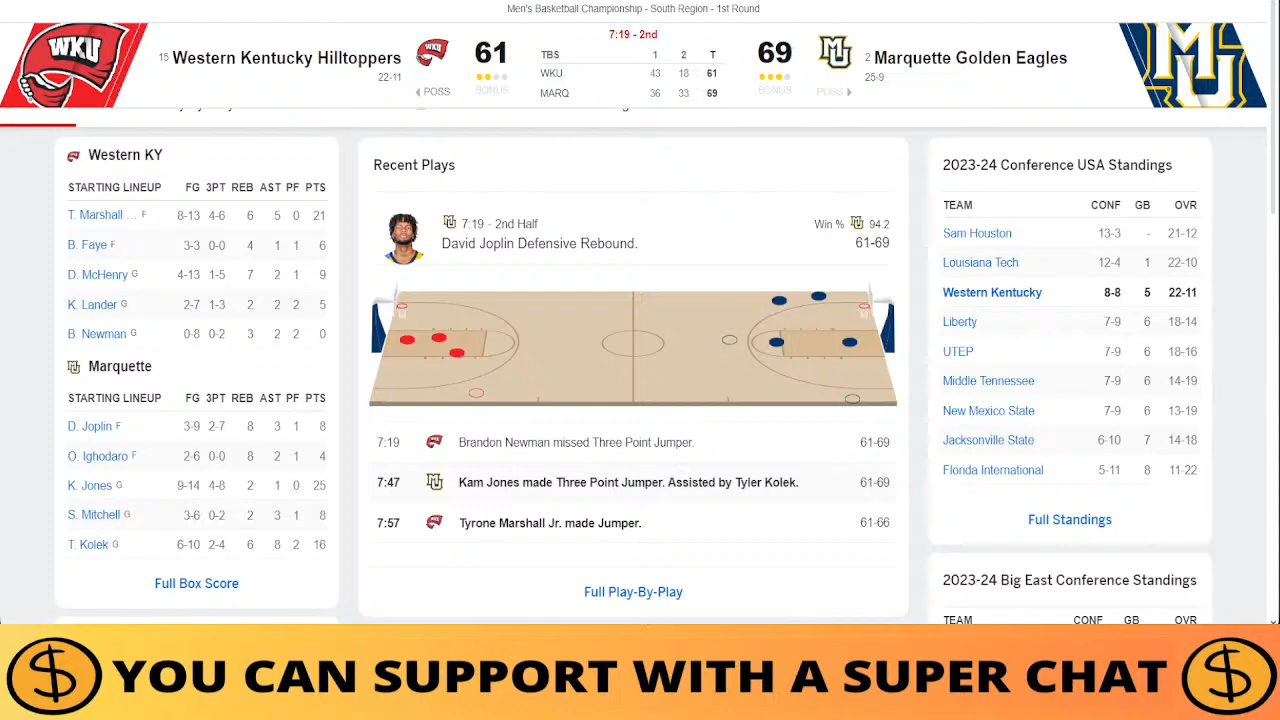 Men's Basketball Championship - South Region - 1st Round
WKU
15 Western Kentucky Hilltoppers
22-11
WKU
61
BONUS
POSS
7:19 - 2nd
TBS 1 2 T
WKU 43 18 61
MARQ 36 33 69
69
BONUS
MU
POSS
2 Marquette Golden Eagles
25-9
MU
Western KY
STARTING LINEUP FG 3PT REB AST PF PTS
T. Marshall ... F 8-13 4-6 6 5 0 21
B. Faye F 3-3 0-0 4 1 1 6
D. McHenry G 4-13 1-5 7 2 1 9
K. Lander G 2-7 1-3 2 2 2 5
B. Newman G 0-8 0-2 3 2 2 0
Marquette
STARTING LINEUP FG 3PT REB AST PF PTS
D. Joplin F 3-9 2-7 8 3 1 8
O. Ighodaro F 2-6 0-0 8 2 1 4
K. Jones G 9-14 4-8 2 1 0 25
S. Mitchell G 3-6 0-2 2 3 1 8
T. Kolek G 6-10 2-4 6 8 2 16
Full Box Score
Recent Plays
7:19 - 2nd Half
David Joplin Defensive Rebound.
Win % 94.2
61-69
7:19 Brandon Newman missed Three Point Jumper. 61-69
7:47 Kam Jones made Three Point Jumper. Assisted by Tyler Kolek. 61-69
7:57 Tyrone Marshall Jr. made Jumper. 61-66
Full Play-By-Play
2023-24 Conference USA Standings
TEAM CONF GB OVR
Sam Houston 13-3 - 21-12
Louisiana Tech 12-4 1 22-10
Western Kentucky 8-8 5 22-11
Liberty 7-9 6 18-14
UTEP 7-9 6 18-16
Middle Tennessee 7-9 6 14-19
New Mexico State 7-9 6 13-19
Jacksonville State 6-10 7 14-18
Florida International 5-11 8 11-22
Full Standings
2023-24 Big East Conference Standings
TEAM CONF GB OVR
$ YOU CAN SUPPORT WITH A SUPER CHAT $